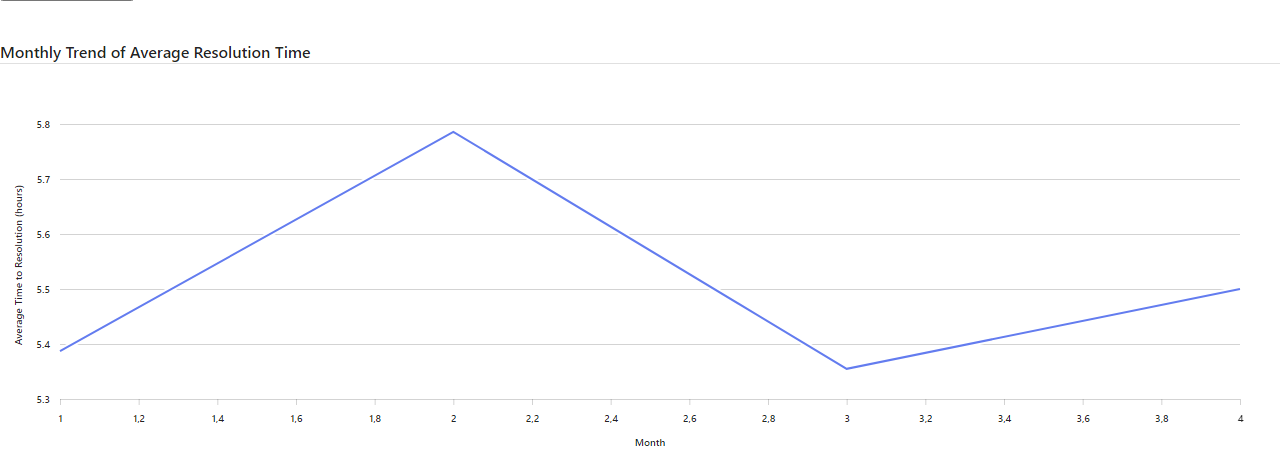 Monthly Trend of Average Resolution Time
Average Time to Resolution (hours)
5.8
5.7
5.6
5.5
5.4
5.3
1 1,2 1,4 1,6 1,8 2 2,2 2,4 2,6 2,8 3 3,2 3,4 3,6 3,8 4
Month